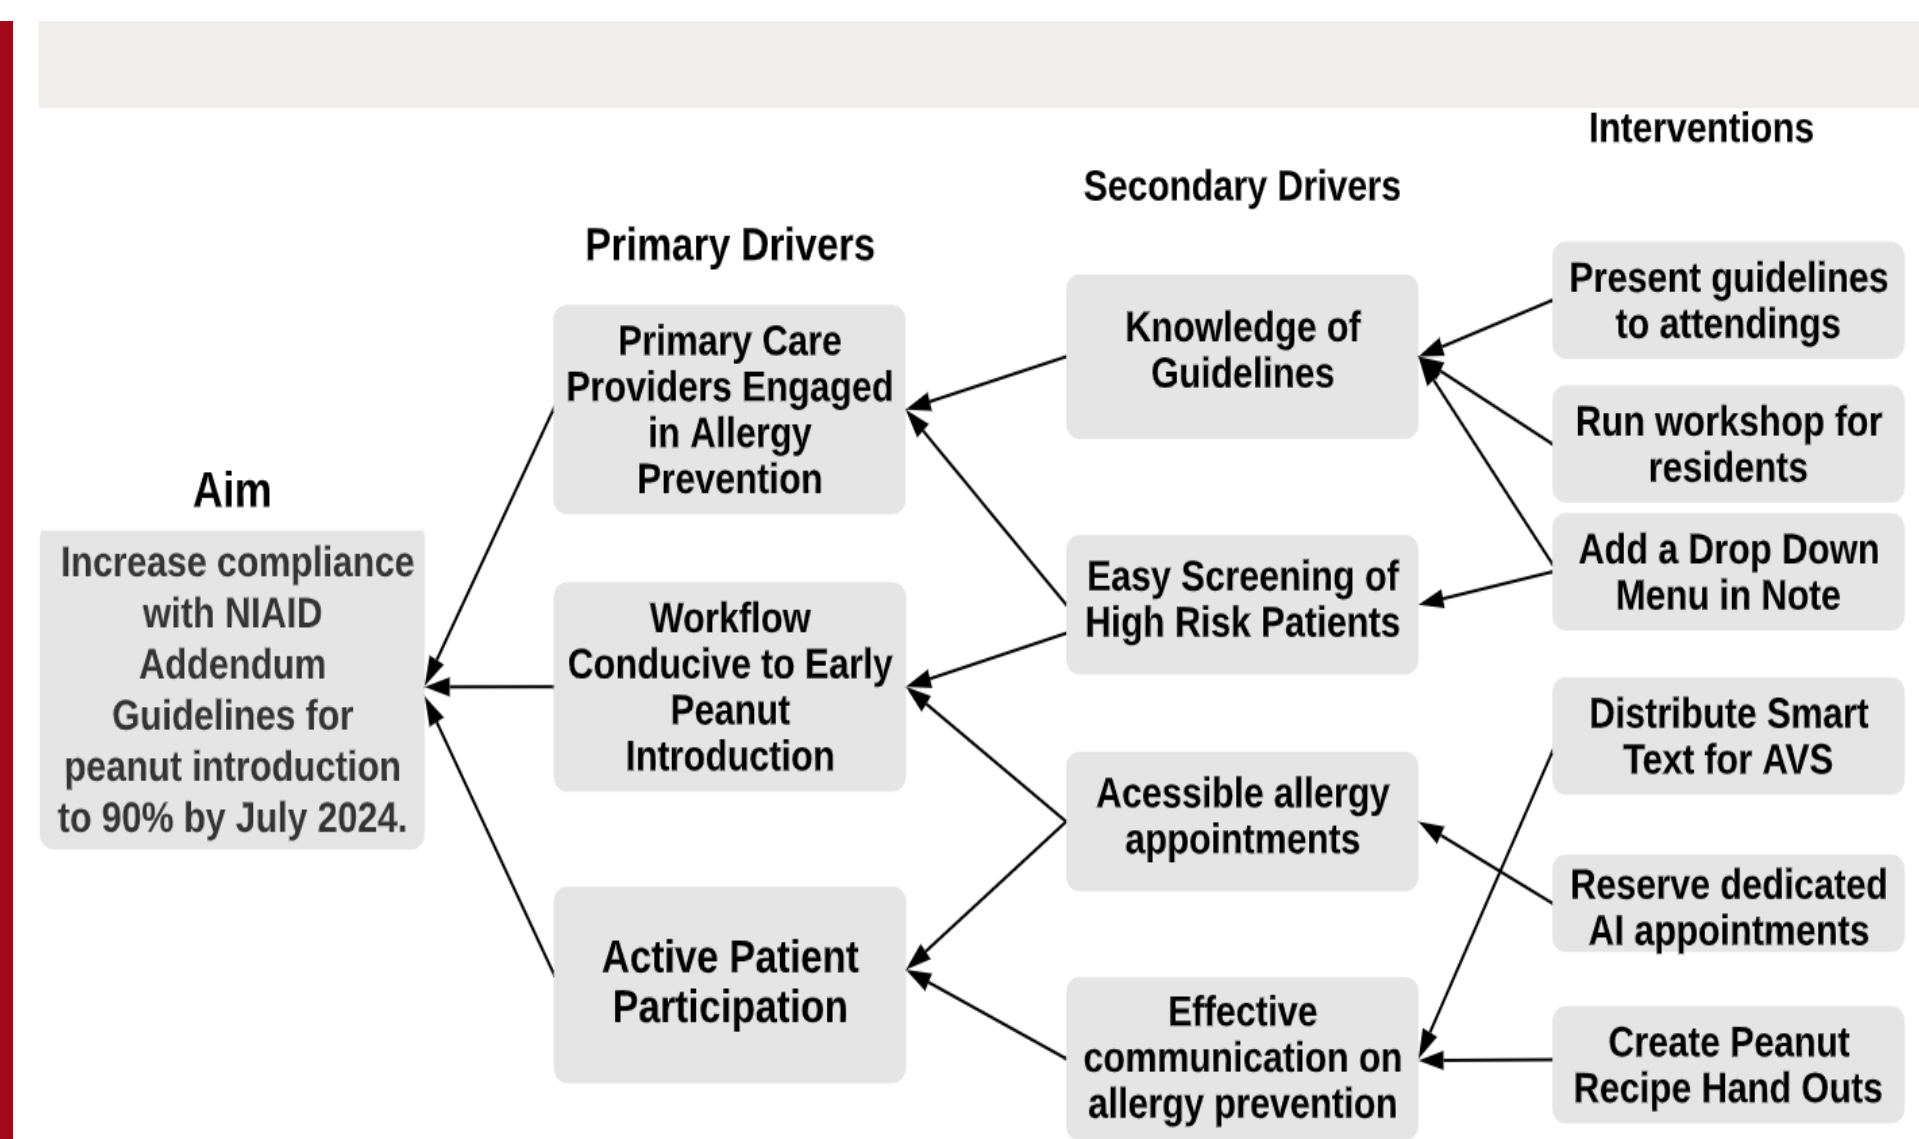 Interventions
Secondary Drivers
Primary Drivers
Aim
Increase compliance
with NIAID
Addendum
Guidelines for
peanut introduction
to 90% by July 2024.
Primary Care
Providers Engaged
in Allergy
Prevention
Workflow
Conducive to Early
Peanut
Introduction
Active Patient
Participation
Knowledge of
Guidelines
Easy Screening of
High Risk Patients
Acessible allergy
appointments
Effective
communication on
allergy prevention
Present guidelines
to attendings
Run workshop for
residents
Add a Drop Down
Menu in Note
Distribute Smart
Text for AVS
Reserve dedicated
AI appointments
Create Peanut
Recipe Hand Outs